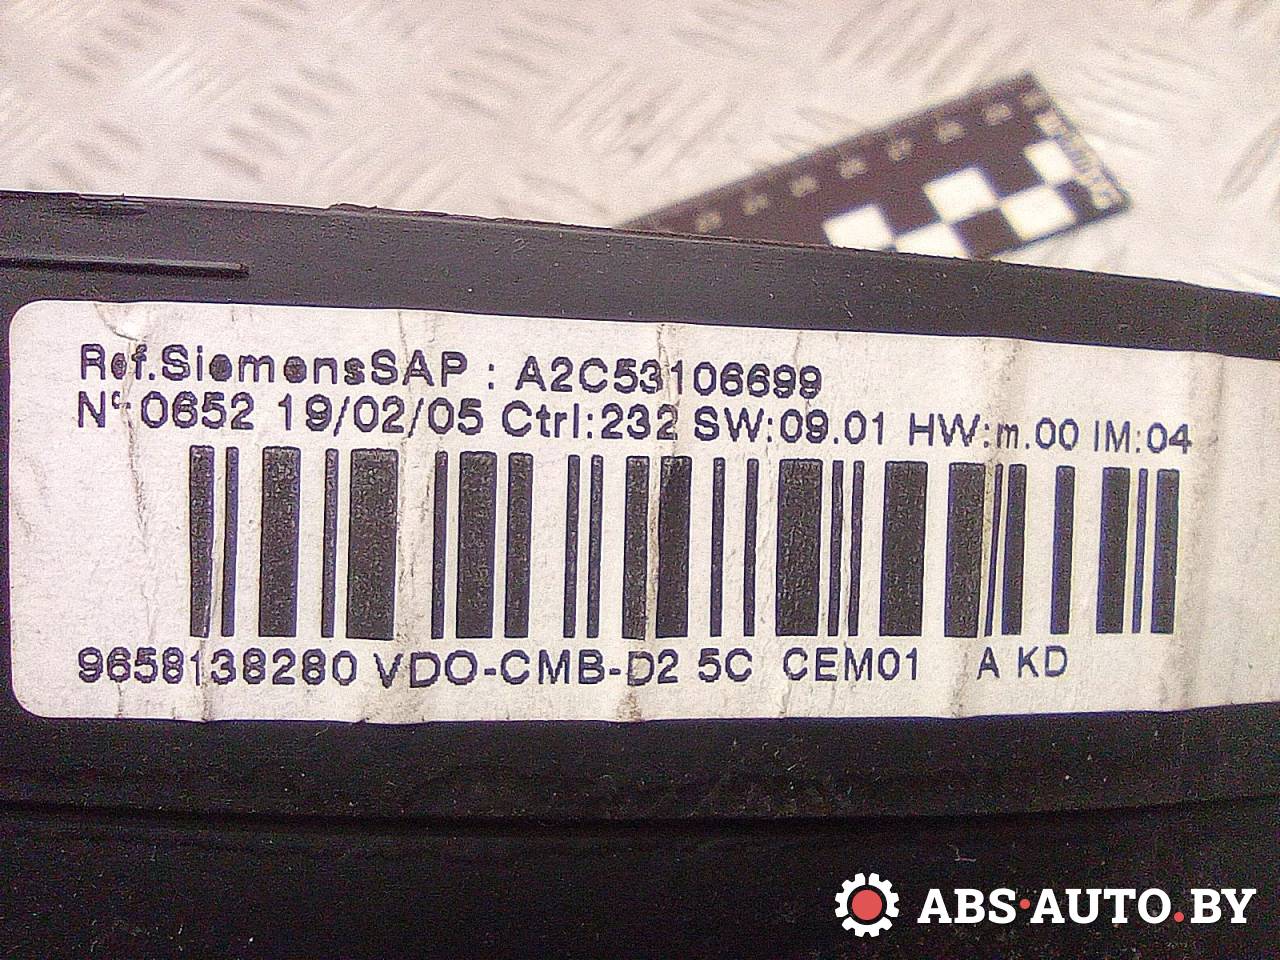 Ref.SiemensSAP : A2C53106699
N°0652 19/02/05 Ctrl:232 SW:09.01 HW:m.00 IM:04
9658138280 VDO-CMB-D2 5C CEM01 A KD
ABS·AUTO.BY